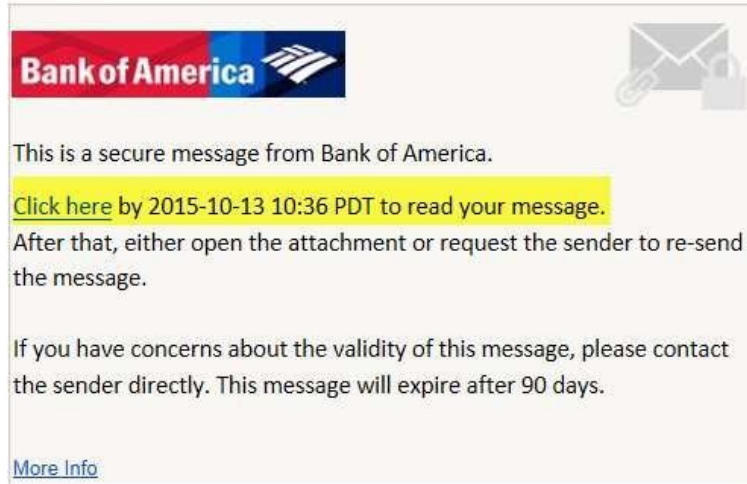 Bank of America
This is a secure message from Bank of America.
Click here by 2015-10-13 10:36 PDT to read your message.
After that, either open the attachment or request the sender to re-send
the message.
If you have concerns about the validity of this message, please contact
the sender directly. This message will expire after 90 days.
More Info